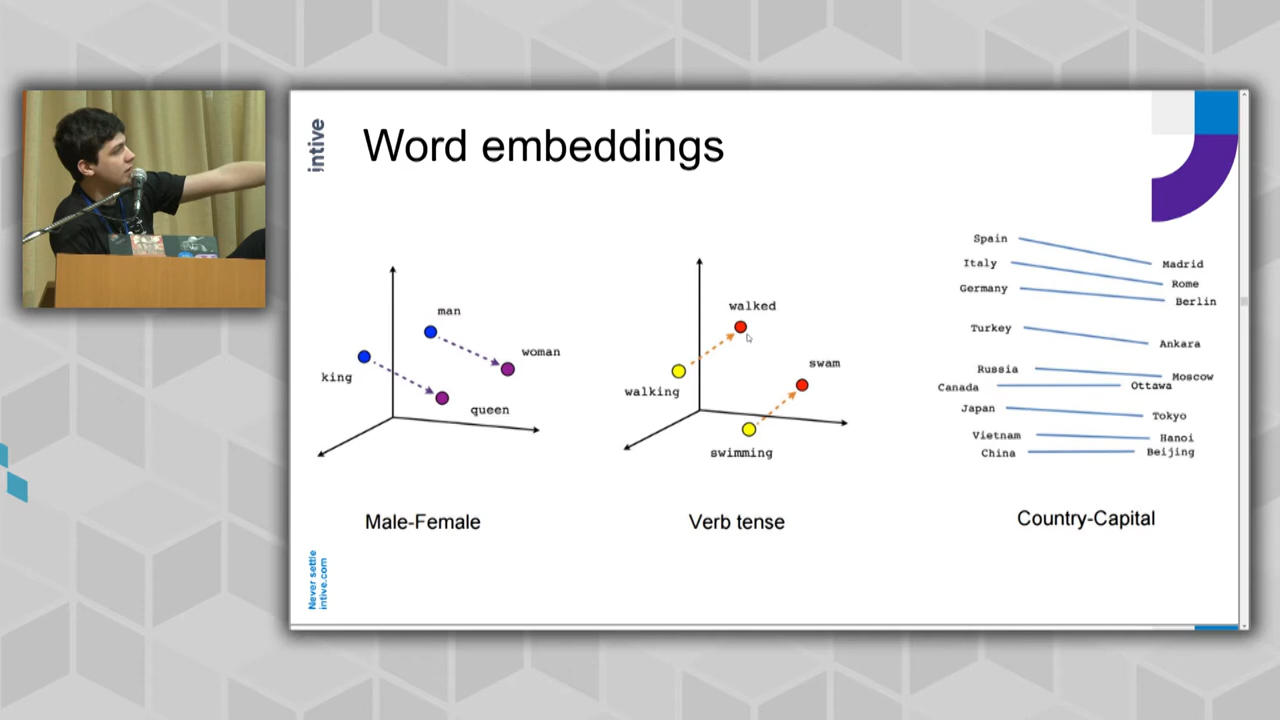 intive
Word embeddings
man
woman
king
queen
Male-Female
walked
swam
walking
swimming
Verb tense
Spain
Madrid
Italy
Rome
Germany
Berlin
Turkey
Ankara
Russia
Moscow
Canada
Ottawa
Japan
Tokyo
Vietnam
Hanoi
China
Beijing
Country-Capital
Never settle
intive.com